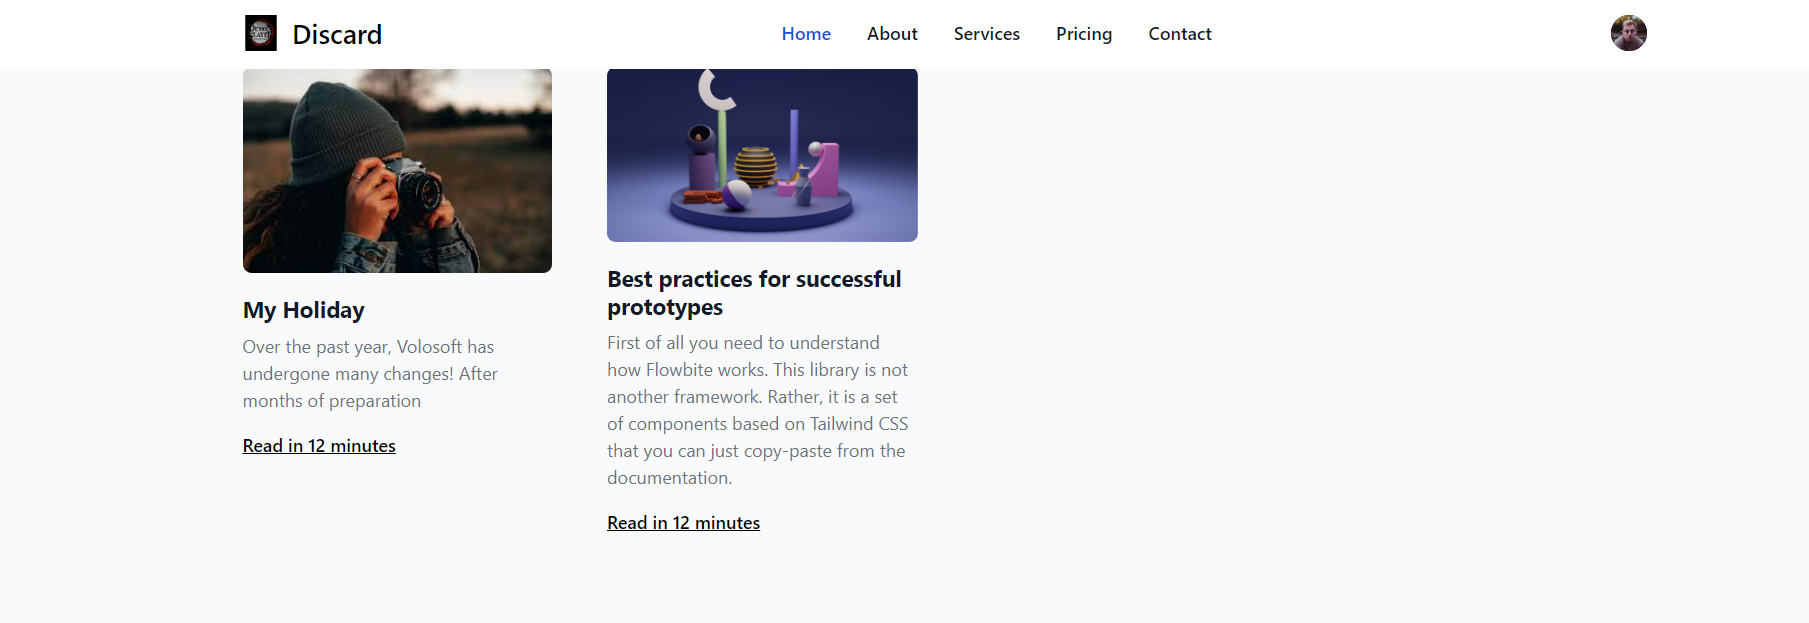 Discard
Home
About
Services
Pricing
Contact
My Holiday
Over the past year, Volosoft has
undergone many changes! After
months of preparation
Read in 12 minutes
Best practices for successful
prototypes
First of all you need to understand
how Flowbite works. This library is not
another framework. Rather, it is a set
of components based on Tailwind CSS
that you can just copy-paste from the
documentation.
Read in 12 minutes